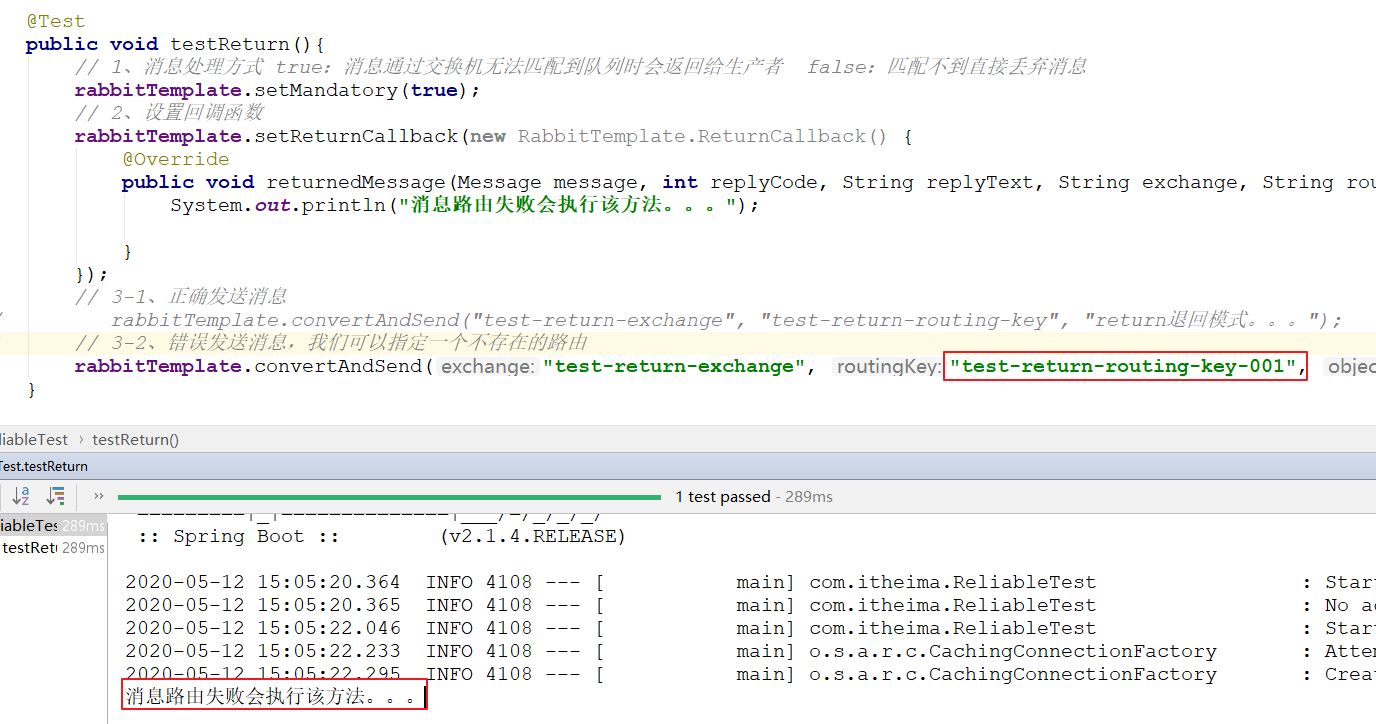 @Test
public void testReturn(){
// 1、消息处理方式 true：消息通过交换机无法匹配到队列时会返回给生产者 false：匹配不到直接丢弃消息
rabbitTemplate.setMandatory(true);
// 2、设置回调函数
rabbitTemplate.setReturnCallback(new RabbitTemplate.ReturnCallback() {
@Override
public void returnedMessage(Message message, int replyCode, String replyText, String exchange, String rou
System.out.println("消息路由失败会执行该方法。。。");
}
});
// 3-1、正确发送消息
/ rabbitTemplate.convertAndSend("test-return-exchange", "test-return-routing-key", "return退回模式。。。");
// 3-2、错误发送消息，我们可以指定一个不存在的路由
rabbitTemplate.convertAndSend( exchange: "test-return-exchange", routingKey: "test-return-routing-key-001", objec
}
liableTest › testReturn()
Test.testReturn
» 1 test passed - 289ms
iableTes 289ms
testRetu 289ms
=========|_|==============|___/=/_/_/_/
:: Spring Boot :: (v2.1.4.RELEASE)
2020-05-12 15:05:20.364 INFO 4108 --- [ main] com.itheima.ReliableTest : Star
2020-05-12 15:05:20.365 INFO 4108 --- [ main] com.itheima.ReliableTest : No ac
2020-05-12 15:05:22.046 INFO 4108 --- [ main] com.itheima.ReliableTest : Star
2020-05-12 15:05:22.233 INFO 4108 --- [ main] o.s.a.r.c.CachingConnectionFactory : Atte
2020-05-12 15:05:22.295 INFO 4108 --- [ main] o.s.a.r.c.CachingConnectionFactory : Crea
消息路由失败会执行该方法。。。